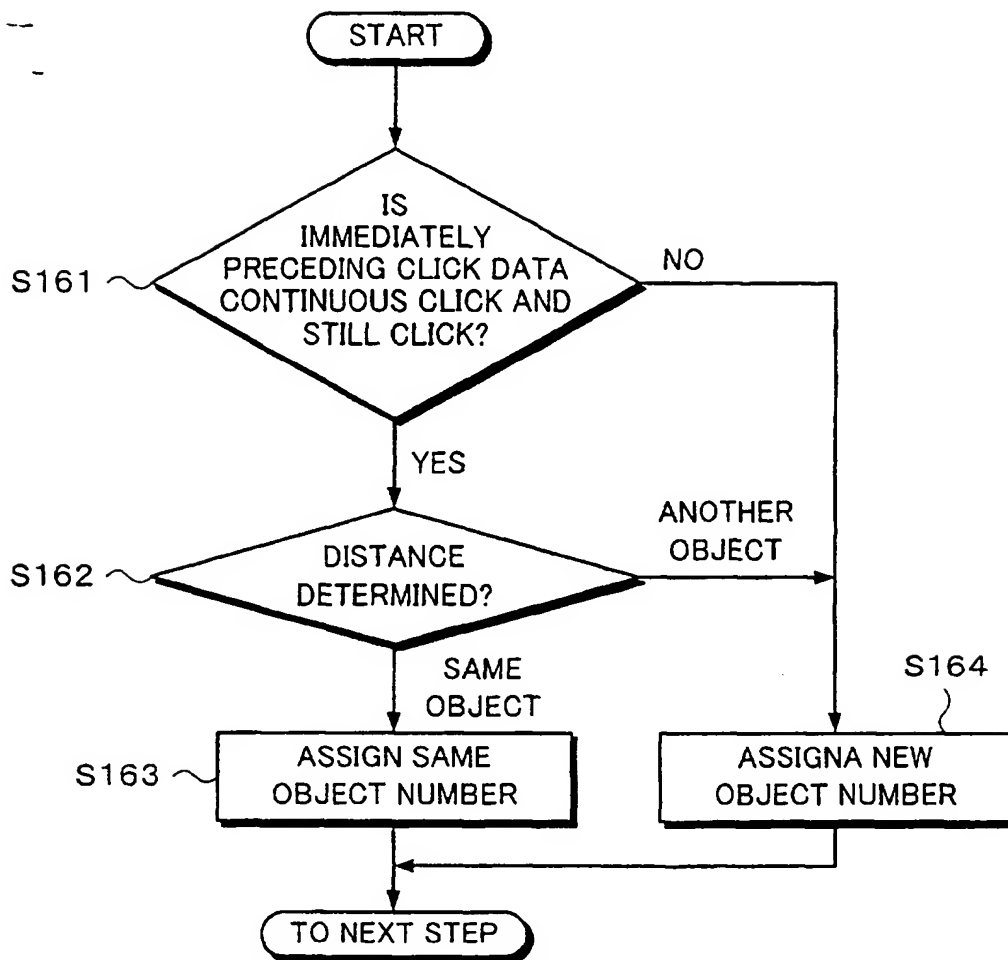 START
IS
IMMEDIATELY
PRECEDING CLICK DATA
CONTINUOUS CLICK AND
STILL CLICK?
S161
NO
YES
DISTANCE
DETERMINED?
S162
ANOTHER
OBJECT
SAME
OBJECT
S164
S163
ASSIGN SAME
OBJECT NUMBER
ASSIGNA NEW
OBJECT NUMBER
TO NEXT STEP